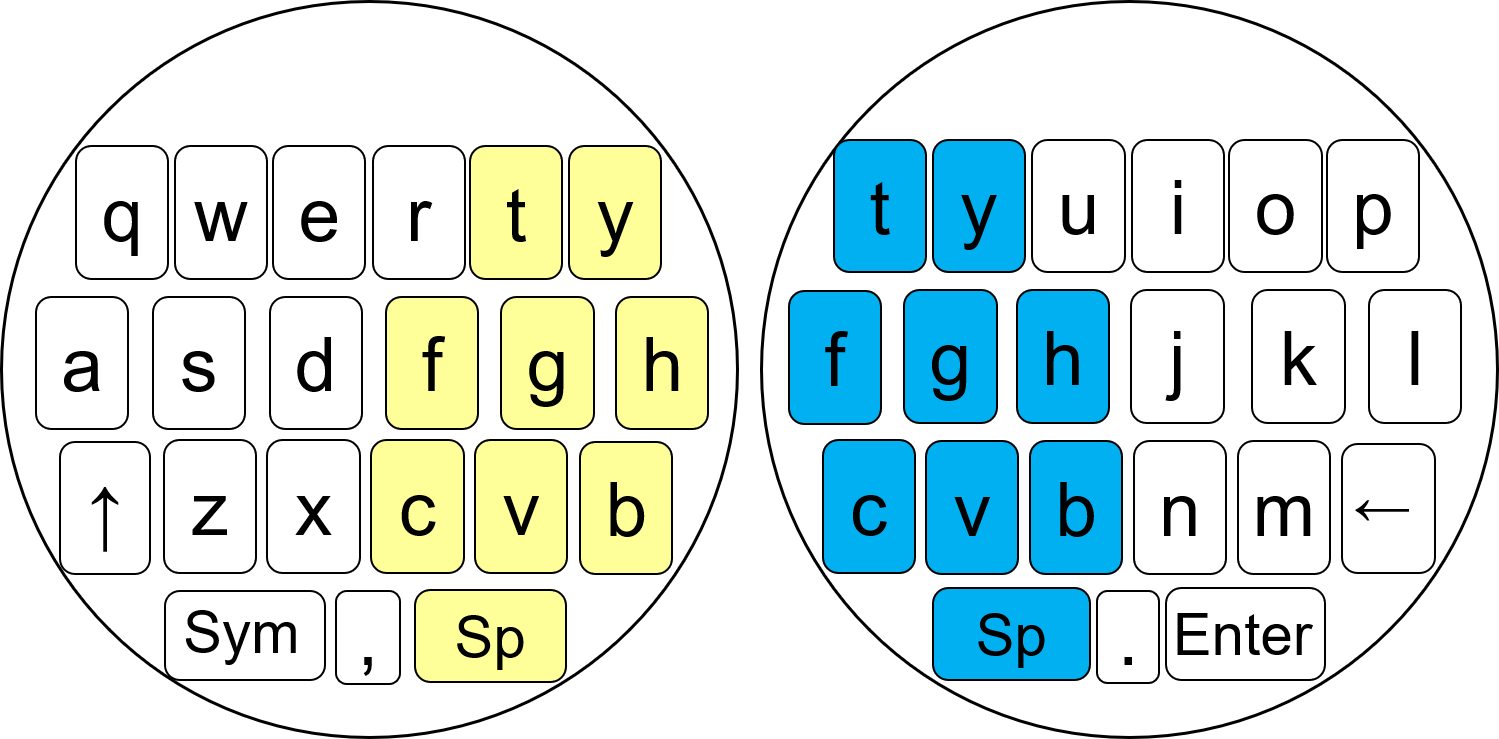 q w e r t y
a s d f g h
↑ z x c v b
Sym , Sp
t y u i o p
f g h j k l
c v b n m ←
Sp . Enter